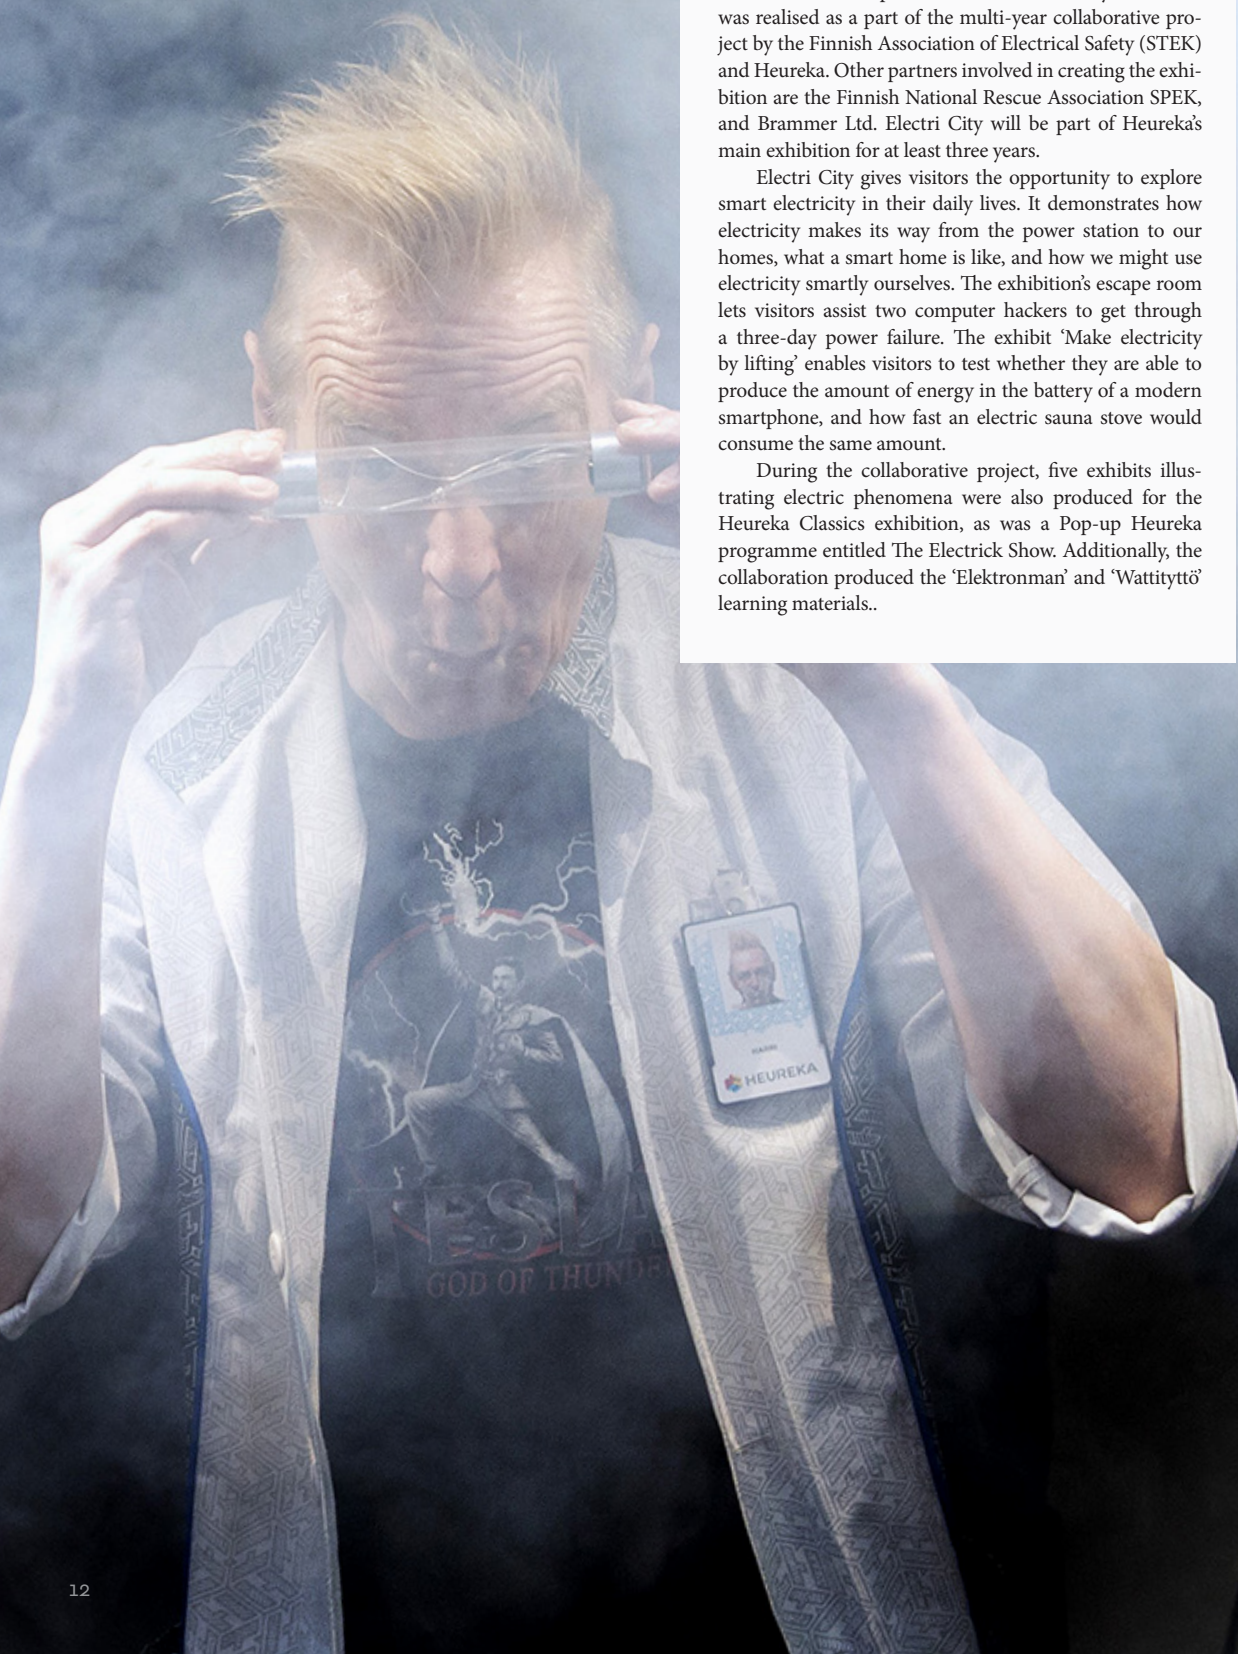 was realised as a part of the multi-year collaborative pro-
ject by the Finnish Association of Electrical Safety (STEK)
and Heureka. Other partners involved in creating the exhi-
bition are the Finnish National Rescue Association SPEK,
and Brammer Ltd. Electri City will be part of Heureka’s
main exhibition for at least three years.
Electri City gives visitors the opportunity to explore
smart electricity in their daily lives. It demonstrates how
electricity makes its way from the power station to our
homes, what a smart home is like, and how we might use
electricity smartly ourselves. The exhibition’s escape room
lets visitors assist two computer hackers to get through
a three-day power failure. The exhibit ‘Make electricity
by lifting’ enables visitors to test whether they are able to
produce the amount of energy in the battery of a modern
smartphone, and how fast an electric sauna stove would
consume the same amount.
During the collaborative project, five exhibits illus-
trating electric phenomena were also produced for the
Heureka Classics exhibition, as was a Pop-up Heureka
programme entitled The Electrick Show. Additionally, the
collaboration produced the ‘Elektronman’ and ‘Wattityttö’
learning materials..
HEUREKA
TESLA
GOD OF THUNDE
12